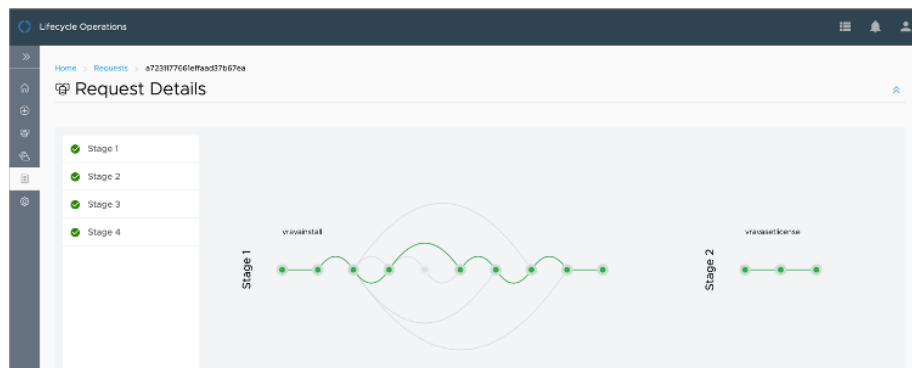 Lifecycle Operations
Home > Requests > a7231177661effaad37b67ea
Request Details
Stage 1
Stage 2
Stage 3
Stage 4
Stage 1
vravainstall
Stage 2
vravasetlicense